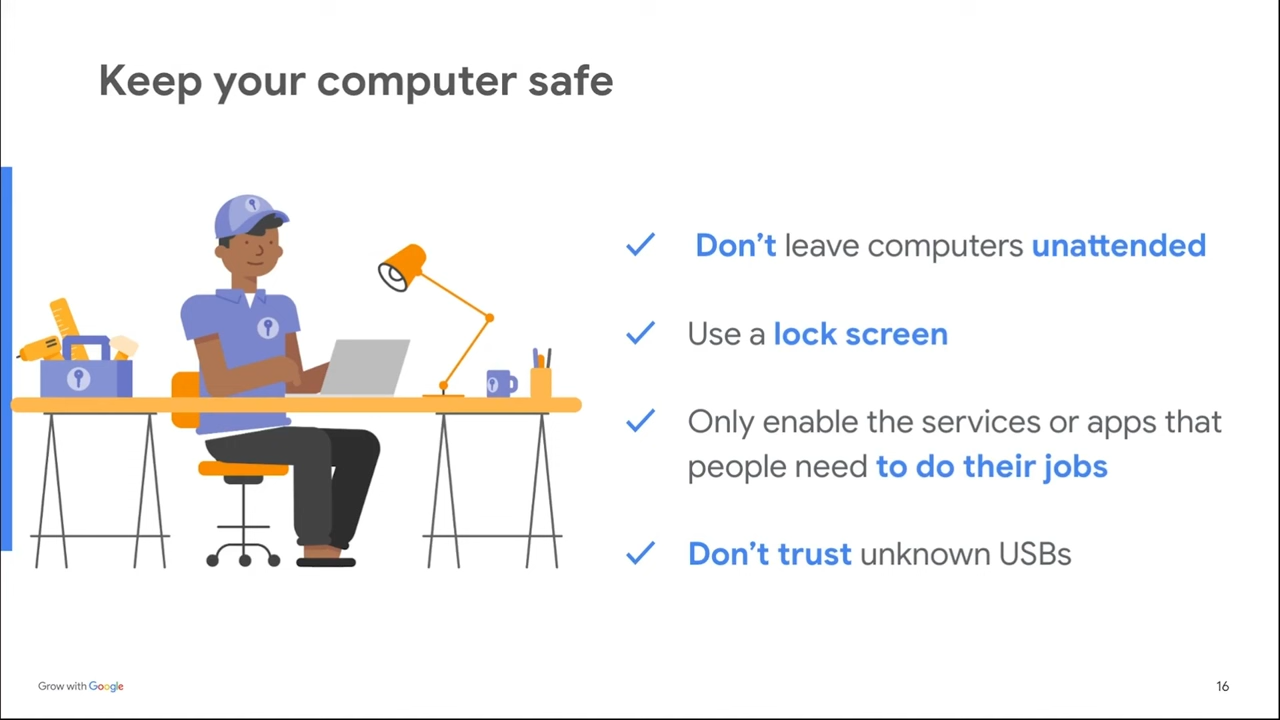 Keep your computer safe
Don't leave computers unattended
Use a lock screen
Only enable the services or apps that
people need to do their jobs
Don't trust unknown USBs
Grow with Google
16